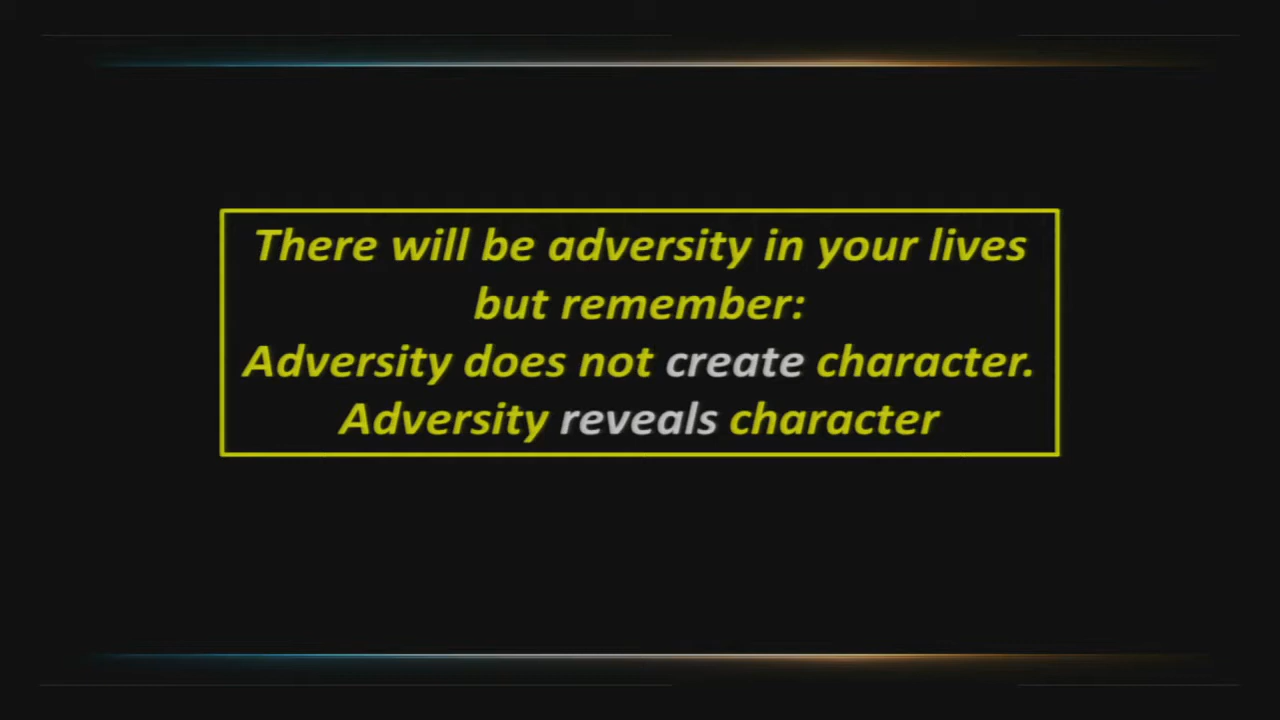 There will be adversity in your lives
but remember:
Adversity does not create character.
Adversity reveals character